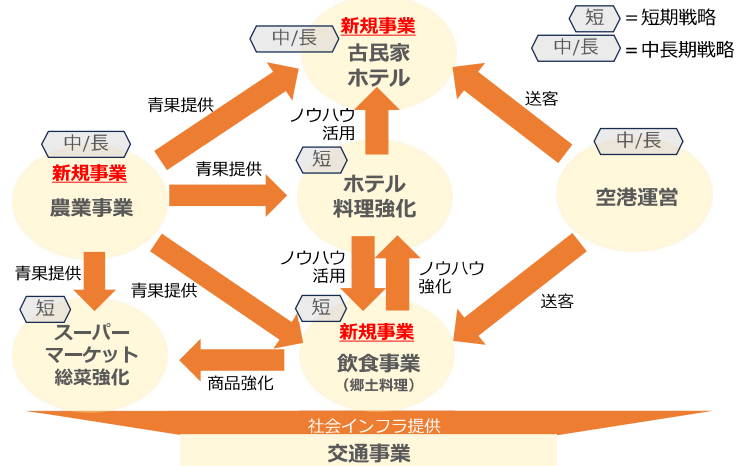 短
＝短期戦略
中/長
＝中長期戦略
中/長
新規事業
古民家
ホテル
青果提供
ノウハウ
活用
送客
中/長
新規事業
農業事業
青果提供
短
ホテル
料理強化
中/長
空港運営
青果提供
青果提供
ノウハウ
活用
ノウハウ
強化
送客
短
スーパー
マーケット
総菜強化
商品強化
短
新規事業
飲食事業
（郷土料理）
社会インフラ提供
交通事業